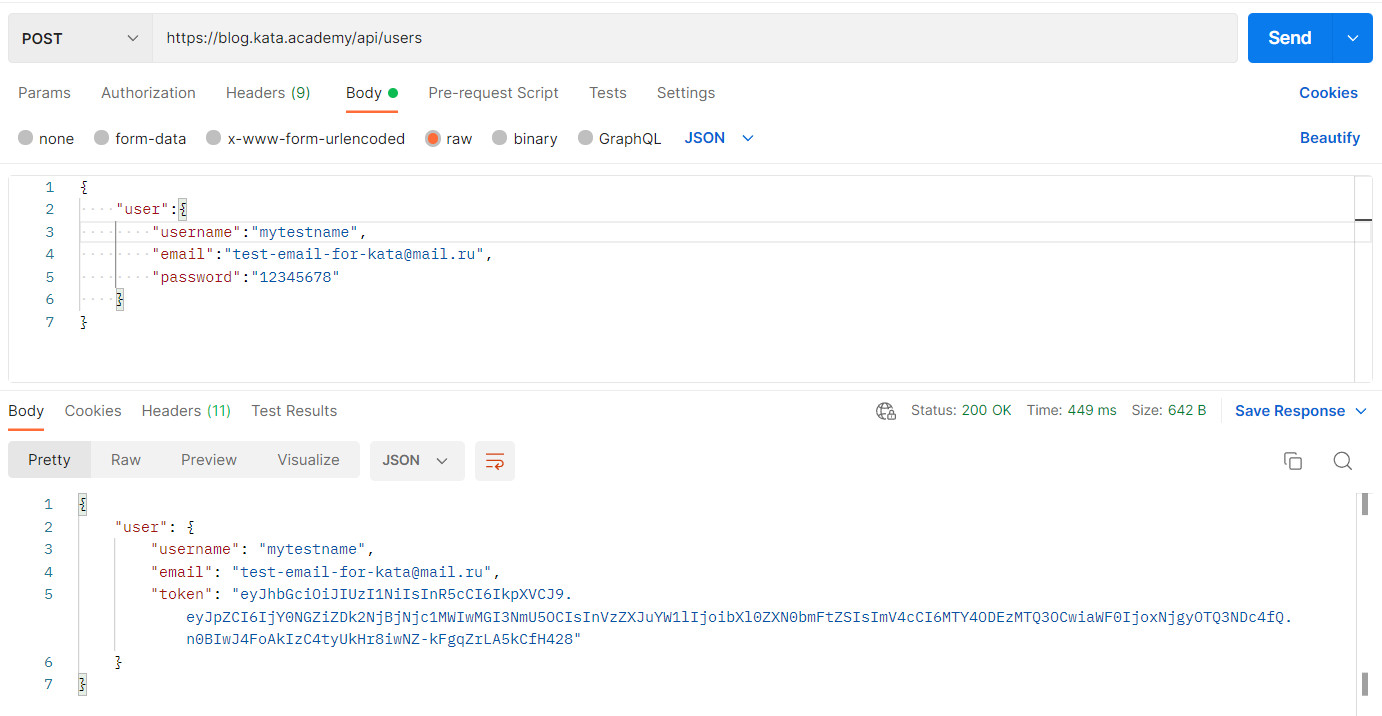 POST https://blog.kata.academy/api/users Send
Params Authorization Headers (9) Body Pre-request Script Tests Settings Cookies
none form-data x-www-form-urlencoded raw binary GraphQL JSON Beautify
1 {
2 "user":{
3 "username":"mytestname",
4 "email":"test-email-for-kata@mail.ru",
5 "password":"12345678"
6 }
7 }
Body Cookies Headers (11) Test Results Status: 200 OK Time: 449 ms Size: 642 B Save Response
Pretty Raw Preview Visualize JSON
1 {
2 "user": {
3 "username": "mytestname",
4 "email": "test-email-for-kata@mail.ru",
5 "token": "eyJhbGciOiJIUzI1NiIsInR5cCI6IkpXVCJ9.
eyJpZCI6IjY0NGZiZDk2NjBjNjc1MWIwMGI3NmU5OCIsInVzZXJuYW1lIjoibXl0ZXN0bmFtZSIsImV4cCI6MTY4ODEzMTQ3OCwiaWF0IjoxNjgyOTQ3NDc4fQ.
n0BIwJ4FoAkIzC4tyUkHr8iwNZ-kFgqZrLA5kCfH428"
6 }
7 }